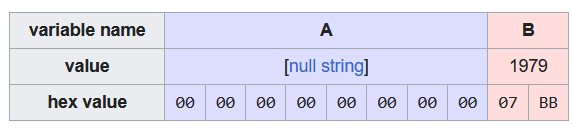 variable name A B
value [null string] 1979
hex value 00 00 00 00 00 00 00 00 07 BB